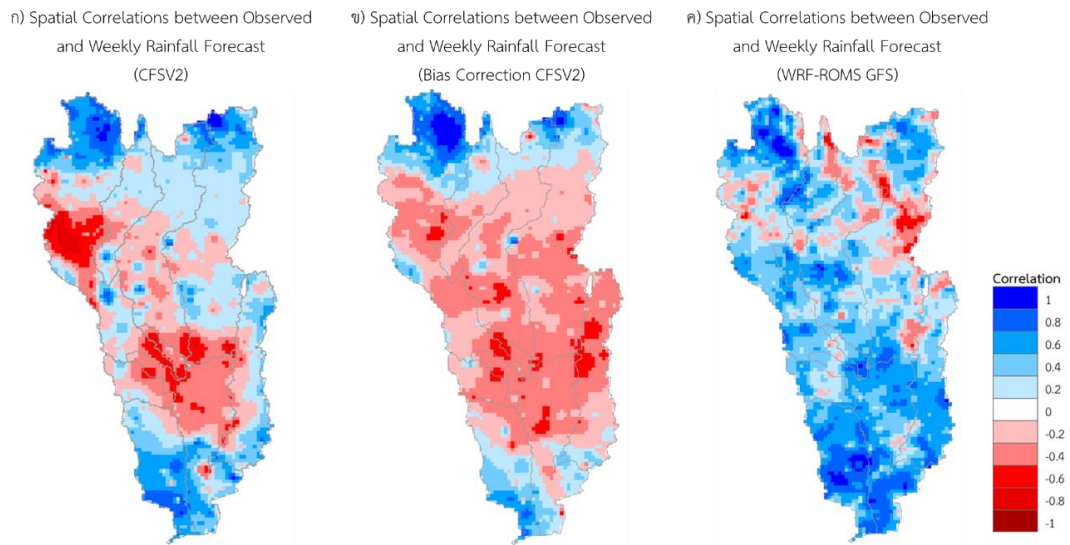 ก) Spatial Correlations between Observed
and Weekly Rainfall Forecast
(CFSV2)
ข) Spatial Correlations between Observed
and Weekly Rainfall Forecast
(Bias Correction CFSV2)
ค) Spatial Correlations between Observed
and Weekly Rainfall Forecast
(WRF-ROMS GFS)
Correlation
1
0.8
0.6
0.4
0.2
0
-0.2
-0.4
-0.6
-0.8
-1